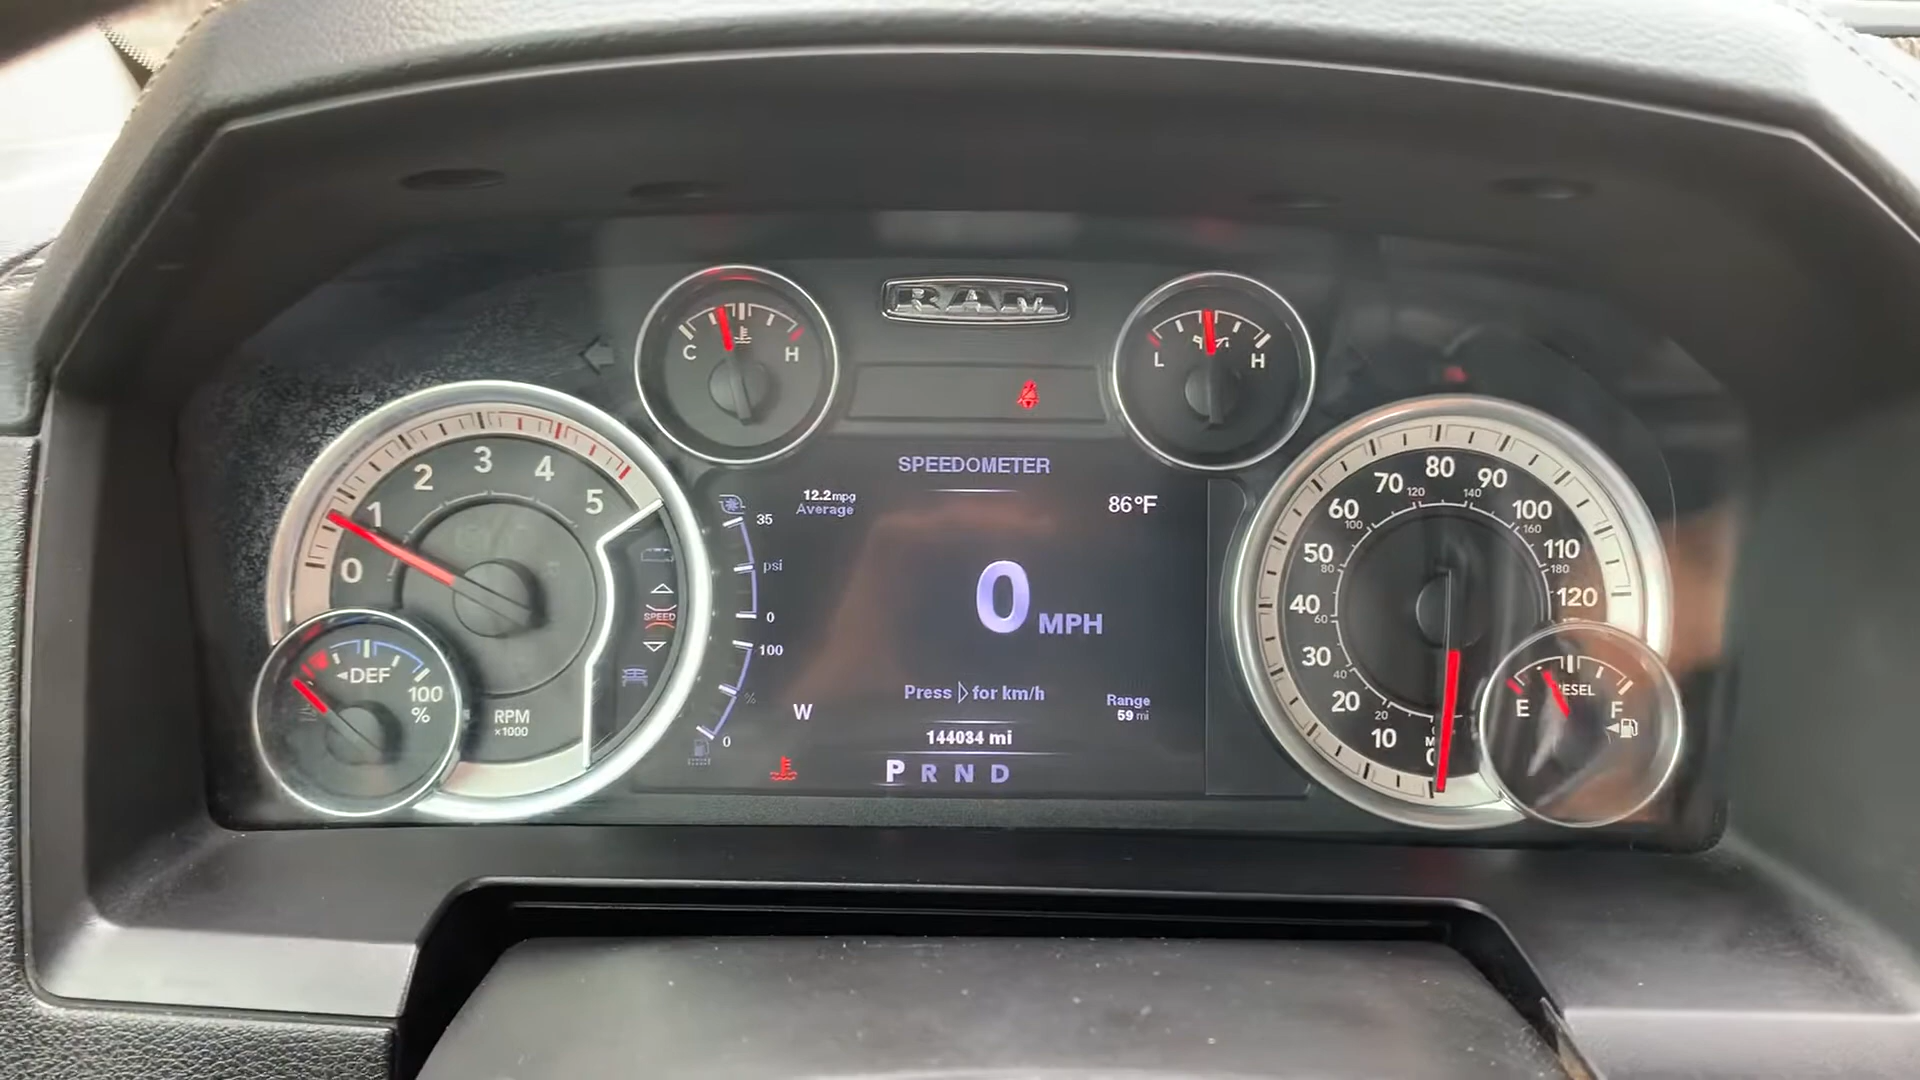 RAM
C H
L H
SPEEDOMETER
12.2mpg
Average
86°F
35
psi
0
100
%
0
0 MPH
Press ▷ for km/h
Range
59 mi
W
144034 mi
P R N D
0 1 2 3 4 5
SPEED
RPM
×1000
◄DEF
100
%
10 20 30 40 50 60 70 80 90 100 110 120
20 40 60 80 100 120 140 160 180
E F